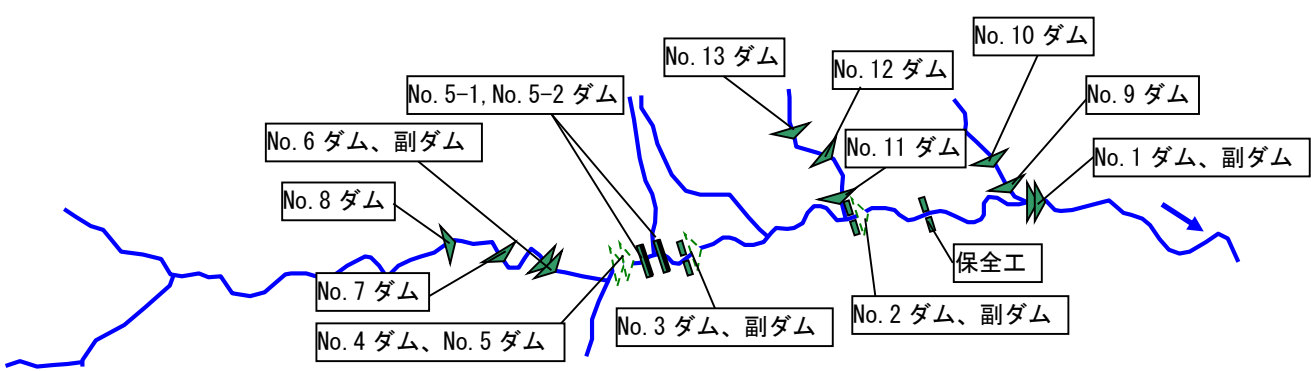 No.10 ダム
No.13 ダム
No.12 ダム
No.5-1,No.5-2 ダム
No.9 ダム
No.6 ダム、副ダム
No.11 ダム
No.1 ダム、副ダム
No.8 ダム
保全工
No.7 ダム
No.2 ダム、副ダム
No.3 ダム、副ダム
No.4 ダム、No.5 ダム